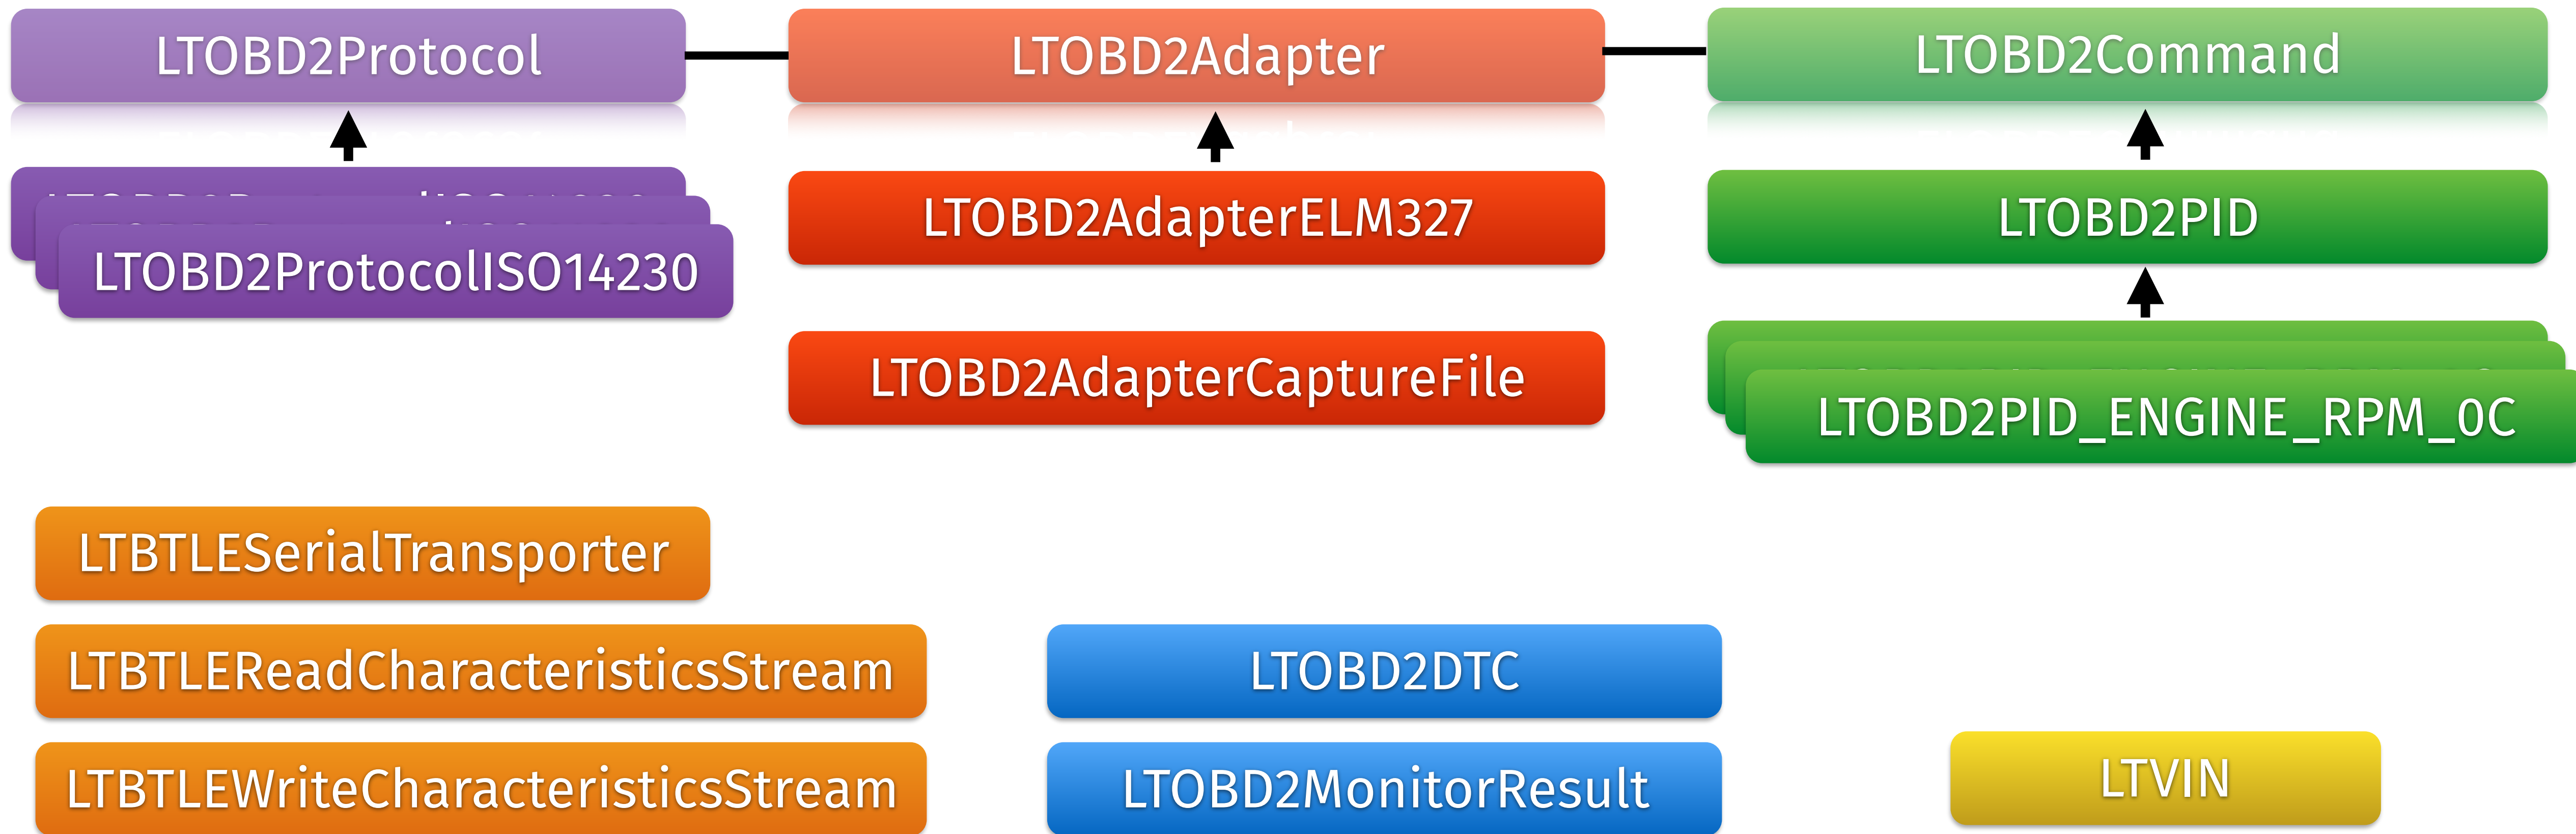 LTOBD2Protocol
LTOBD2Adapter
LTOBD2Command
LTOBD2AdapterELM327
LTOBD2PID
LTOBD2ProtocolISO14230
LTOBD2AdapterCaptureFile
LTOBD2PID_ENGINE_RPM_0C
LTBTLESerialTransporter
LTBTLEReadCharacteristicsStream
LTOBD2DTC
LTBTLEWriteCharacteristicsStream
LTOBD2MonitorResult
LTVIN